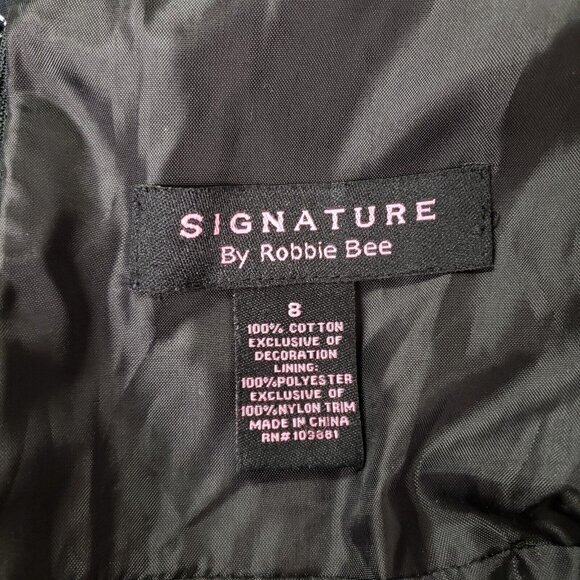 SIGNATURE
By Robbie Bee
8
100% COTTON
EXCLUSIVE OF
DECORATION
LINING:
100%POLYESTER
EXCLUSIVE OF
100%NYLON TRIM
MADE IN CHINA
RN#103881